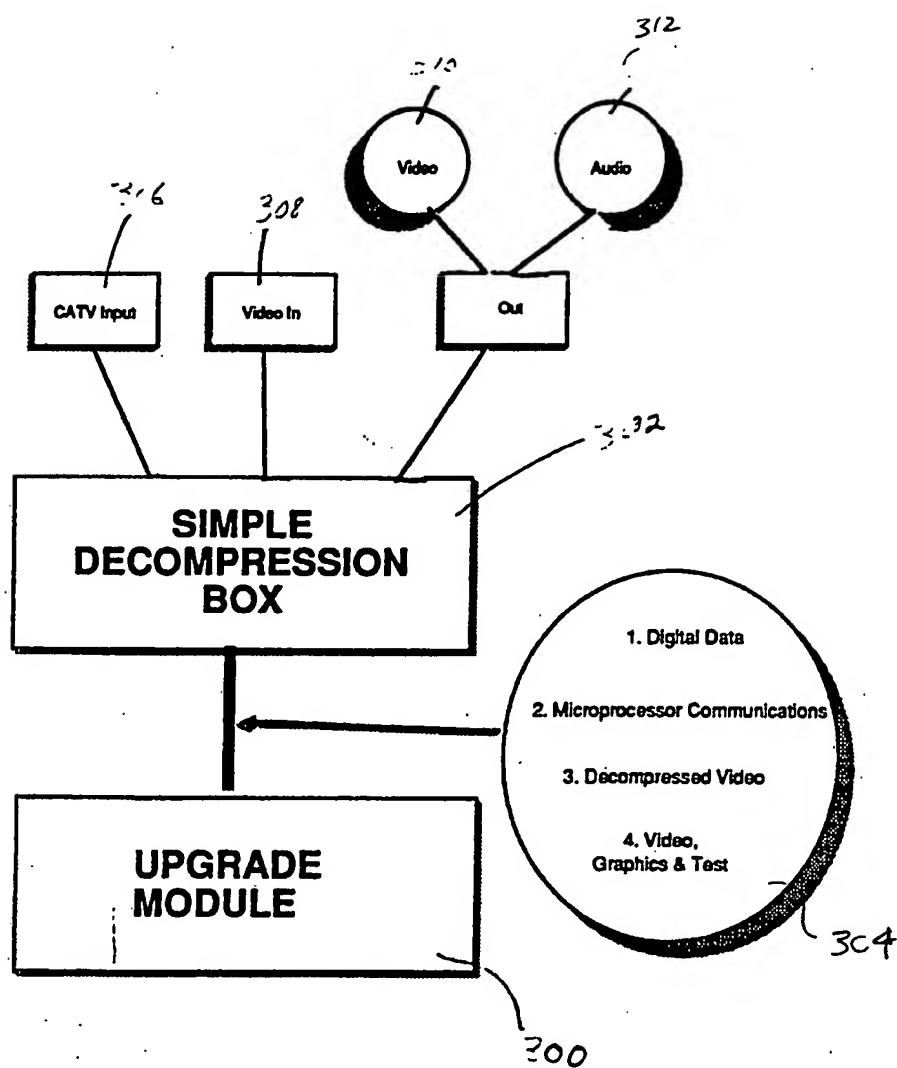 312
Video
Audio
308
CATV Input
Video In
Out
SIMPLE
DECOMPRESSION
BOX
1. Digital Data
2. Microprocessor Communications
3. Decompressed Video
4. Video,
Graphics & Test
UPGRADE
MODULE
304
300